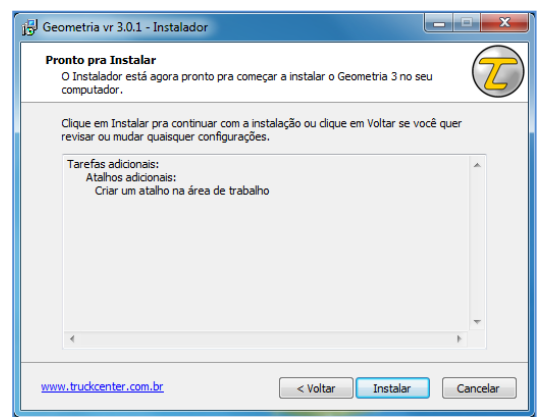 Geometria vr 3.0.1 - Instalador
Pronto pra Instalar
O Instalador está agora pronto pra começar a instalar o Geometria 3 no seu
computador.
Clique em Instalar pra continuar com a instalação ou clique em Voltar se você quer
revisar ou mudar quaisquer configurações.
Tarefas adicionais:
Atalhos adicionais:
Criar um atalho na área de trabalho
www.truckcenter.com.br
< Voltar
Instalar
Cancelar